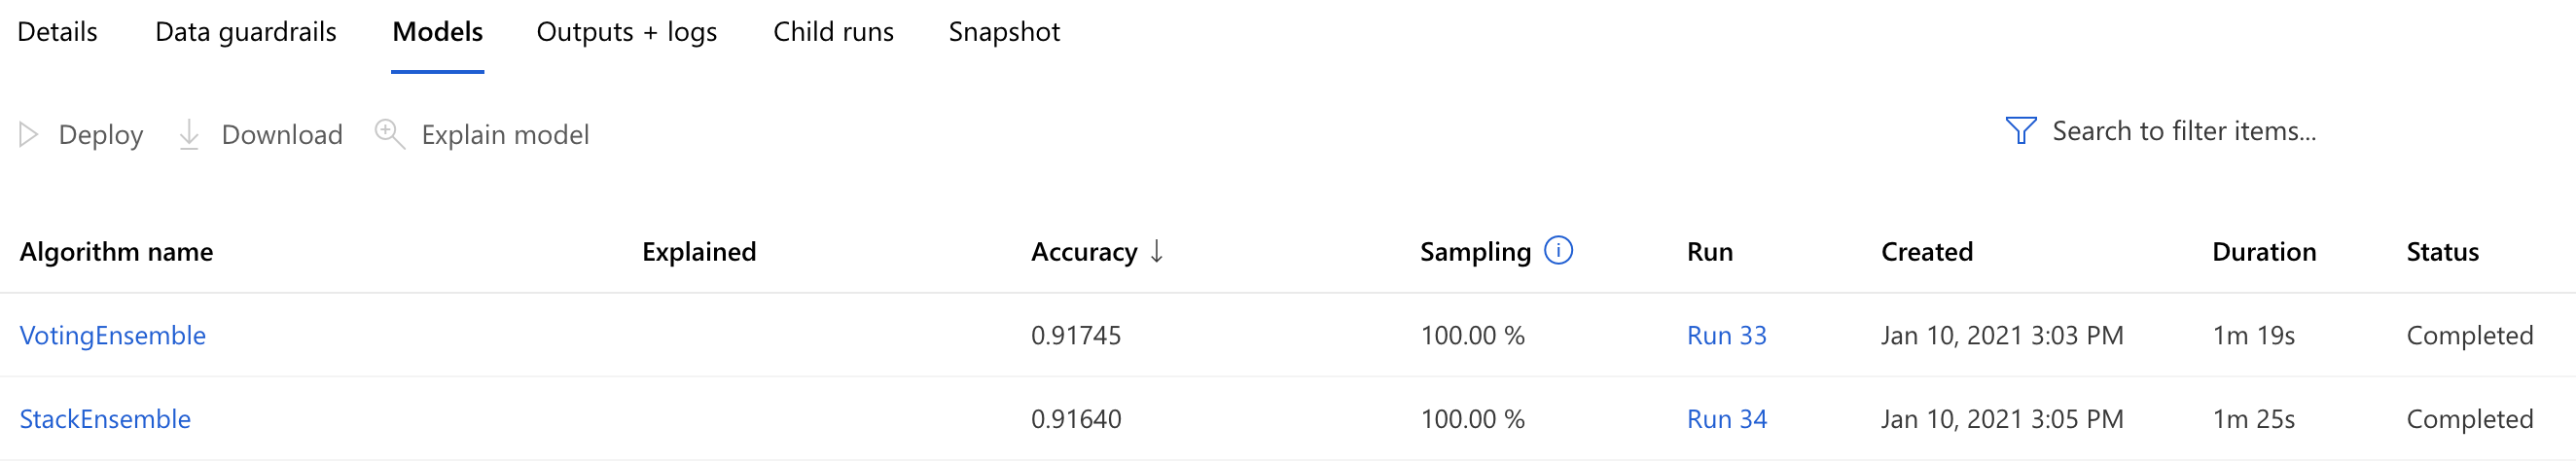 Details Data guardrails Models Outputs + logs Child runs Snapshot
Deploy Download Explain model Search to filter items...
Algorithm name Explained Accuracy ↓ Sampling Run Created Duration Status
VotingEnsemble 0.91745 100.00 % Run 33 Jan 10, 2021 3:03 PM 1m 19s Completed
StackEnsemble 0.91640 100.00 % Run 34 Jan 10, 2021 3:05 PM 1m 25s Completed